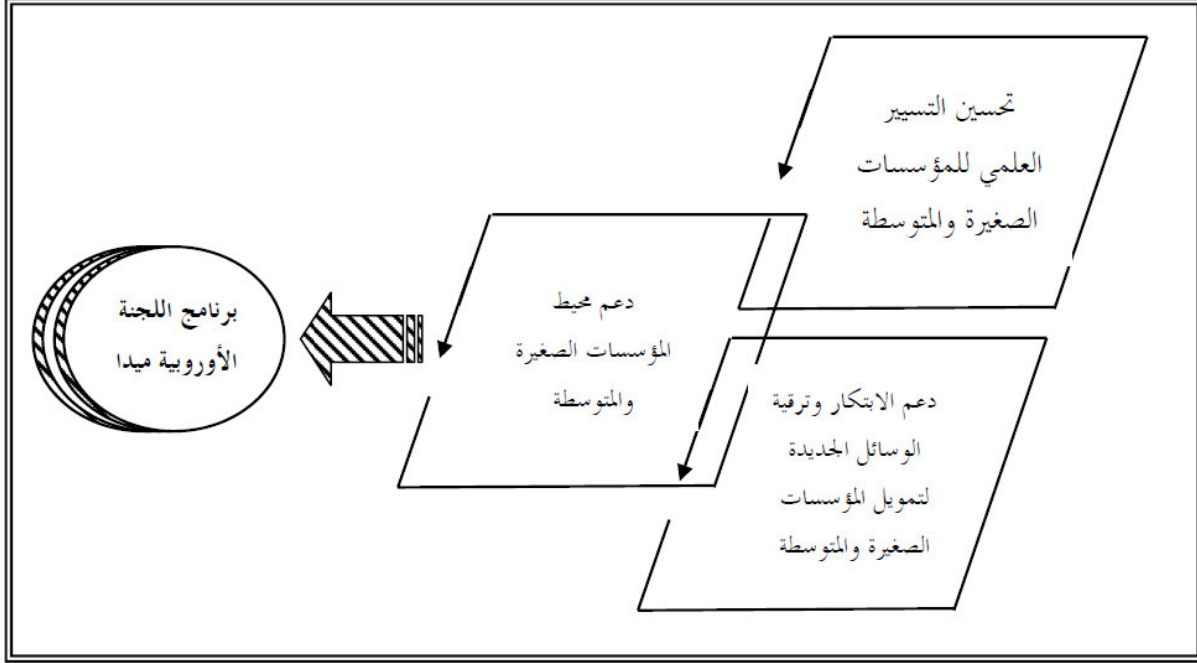 تحسين التسيير
العلمي للمؤسسات
الصغيرة والمتوسطة
دعم محيط
المؤسسات الصغيرة
والمتوسطة
برنامج اللجنة
الأوروبية ميدا
دعم الابتكار وترقية
الوسائل الجديدة
لتمويل المؤسسات
الصغيرة والمتوسطة